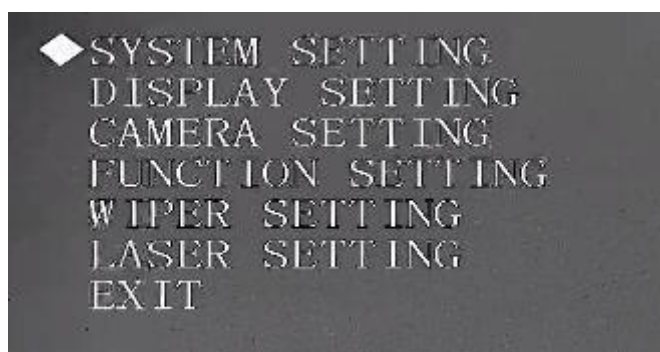 SYSTEM SETTING
DISPLAY SETTING
CAMERA SETTING
FUNCTION SETTING
WIPER SETTING
LASER SETTING
EXIT